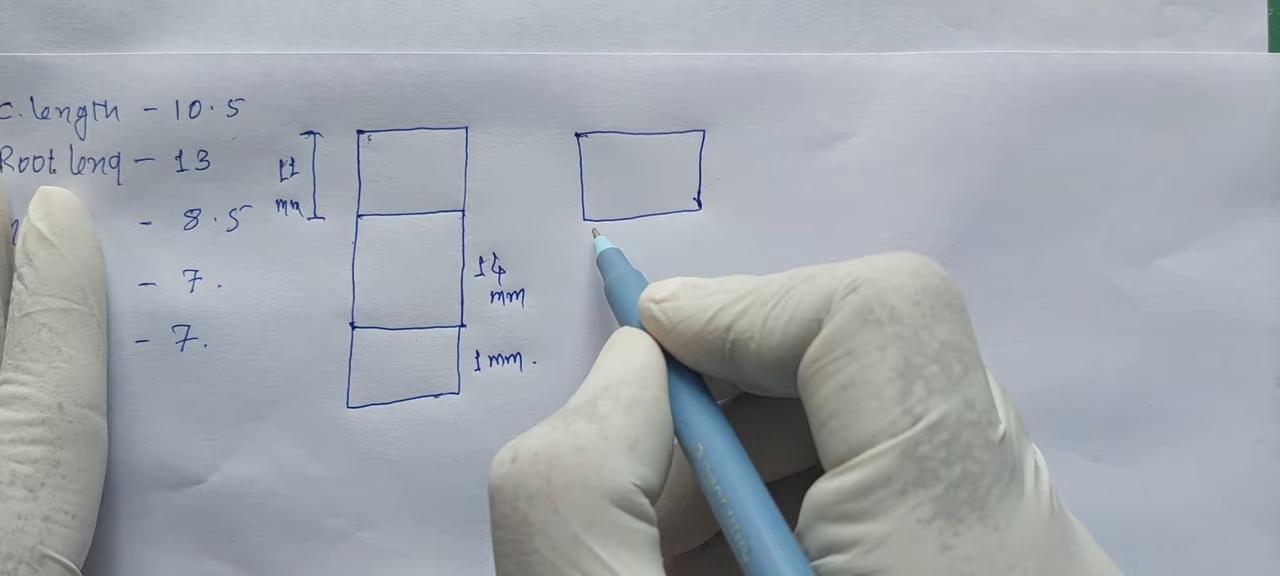 C. length - 10.5
Root leng - 13
- 8.5
- 7.
- 7.
11
mm
14
mm
1 mm.